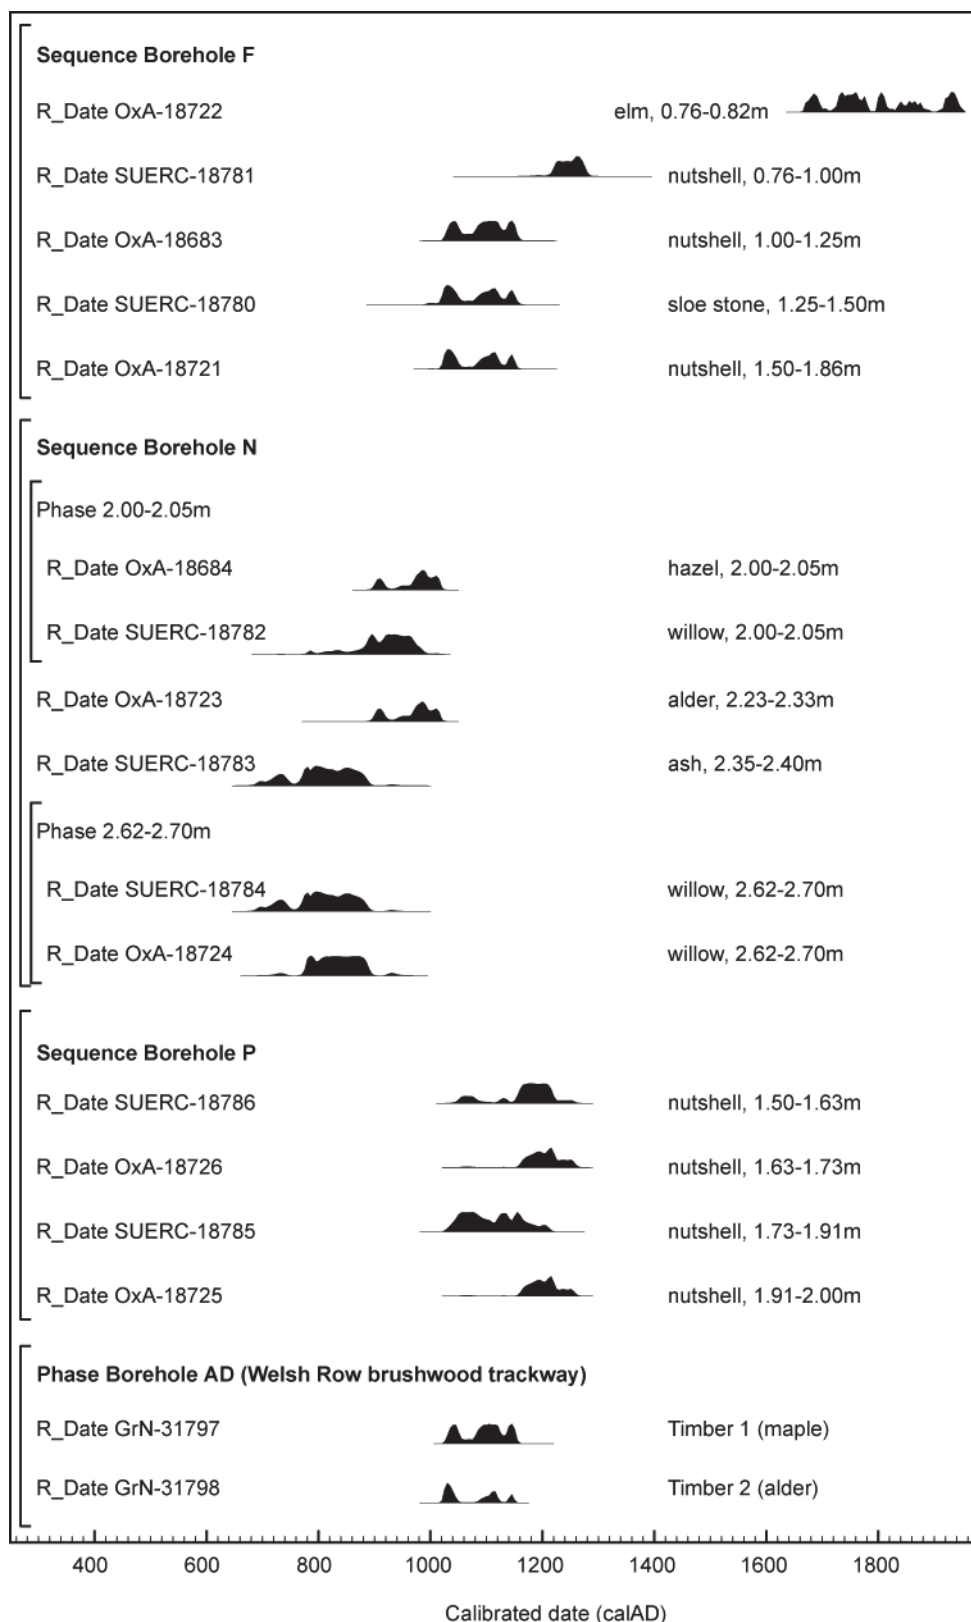 Sequence Borehole F
R_Date OxA-18722 elm, 0.76-0.82m
R_Date SUERC-18781 nutshell, 0.76-1.00m
R_Date OxA-18683 nutshell, 1.00-1.25m
R_Date SUERC-18780 sloe stone, 1.25-1.50m
R_Date OxA-18721 nutshell, 1.50-1.86m
Sequence Borehole N
Phase 2.00-2.05m
R_Date OxA-18684 hazel, 2.00-2.05m
R_Date SUERC-18782 willow, 2.00-2.05m
R_Date OxA-18723 alder, 2.23-2.33m
R_Date SUERC-18783 ash, 2.35-2.40m
Phase 2.62-2.70m
R_Date SUERC-18784 willow, 2.62-2.70m
R_Date OxA-18724 willow, 2.62-2.70m
Sequence Borehole P
R_Date SUERC-18786 nutshell, 1.50-1.63m
R_Date OxA-18726 nutshell, 1.63-1.73m
R_Date SUERC-18785 nutshell, 1.73-1.91m
R_Date OxA-18725 nutshell, 1.91-2.00m
Phase Borehole AD (Welsh Row brushwood trackway)
R_Date GrN-31797 Timber 1 (maple)
R_Date GrN-31798 Timber 2 (alder)
400 600 800 1000 1200 1400 1600 1800
Calibrated date (calAD)